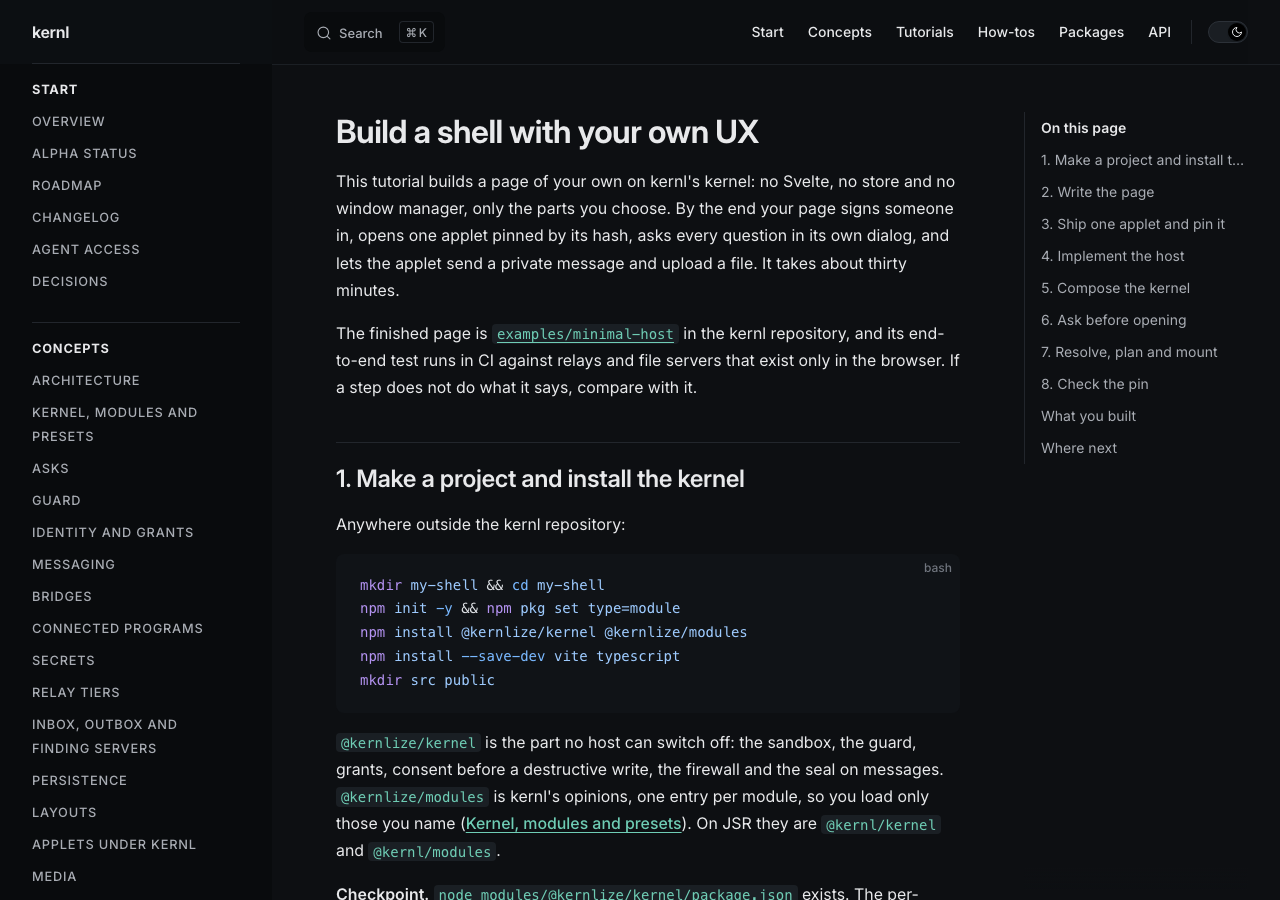 kernl
Search ⌘ K
Start Concepts Tutorials How-tos Packages API
START
OVERVIEW
ALPHA STATUS
ROADMAP
CHANGELOG
AGENT ACCESS
DECISIONS
CONCEPTS
ARCHITECTURE
KERNEL, MODULES AND
PRESETS
ASKS
GUARD
IDENTITY AND GRANTS
MESSAGING
BRIDGES
CONNECTED PROGRAMS
SECRETS
RELAY TIERS
INBOX, OUTBOX AND
FINDING SERVERS
PERSISTENCE
LAYOUTS
APPLETS UNDER KERNL
MEDIA
Build a shell with your own UX
This tutorial builds a page of your own on kernl's kernel: no Svelte, no store and no
window manager, only the parts you choose. By the end your page signs someone
in, opens one applet pinned by its hash, asks every question in its own dialog, and
lets the applet send a private message and upload a file. It takes about thirty
minutes.
The finished page is examples/minimal-host in the kernl repository, and its end-
to-end test runs in CI against relays and file servers that exist only in the browser. If
a step does not do what it says, compare with it.
1. Make a project and install the kernel
Anywhere outside the kernl repository:
bash
mkdir my-shell && cd my-shell
npm init -y && npm pkg set type=module
npm install @kernlize/kernel @kernlize/modules
npm install --save-dev vite typescript
mkdir src public
@kernlize/kernel is the part no host can switch off: the sandbox, the guard,
grants, consent before a destructive write, the firewall and the seal on messages.
@kernlize/modules is kernl's opinions, one entry per module, so you load only
those you name (Kernel, modules and presets). On JSR they are @kernl/kernel
and @kernl/modules.
Checkpoint. node_modules/@kernlize/kernel/package.json exists. The per-
On this page
1. Make a project and install t...
2. Write the page
3. Ship one applet and pin it
4. Implement the host
5. Compose the kernel
6. Ask before opening
7. Resolve, plan and mount
8. Check the pin
What you built
Where next